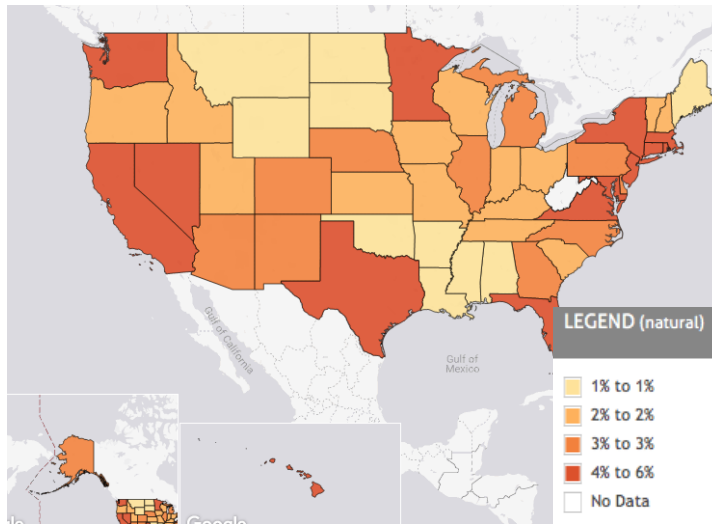 Gulf of California
Gulf of
Mexico
LEGEND (natural)
1% to 1%
2% to 2%
3% to 3%
4% to 6%
No Data
Google